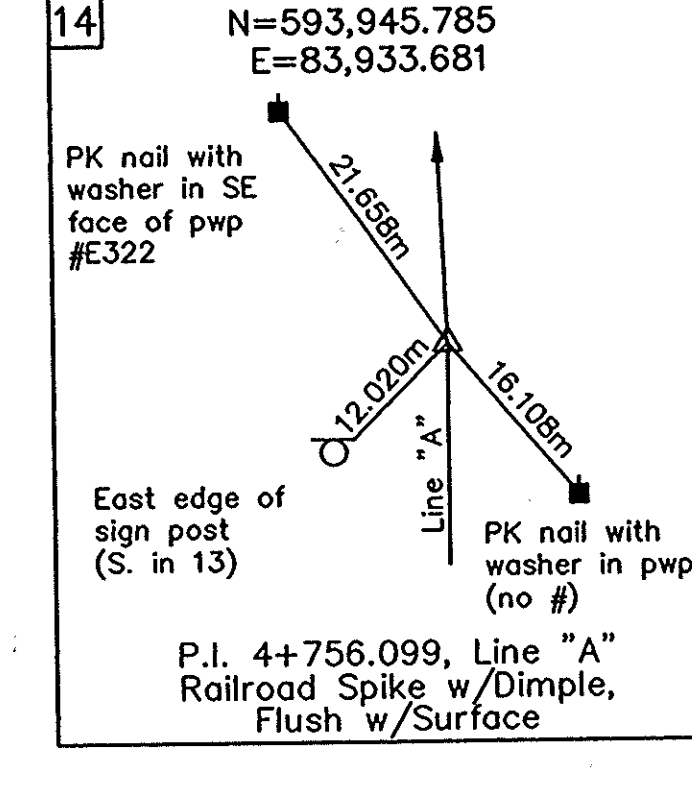 14
N=593,945.785
E=83,933.681
PK nail with
washer in SE
face of pwp
#E322
21.658m
12.020m
16.108m
Line "A"
East edge of
sign post
(S. in 13)
PK nail with
washer in pwp
(no #)
P.I. 4+756.099, Line "A"
Railroad Spike w/Dimple,
Flush w/Surface